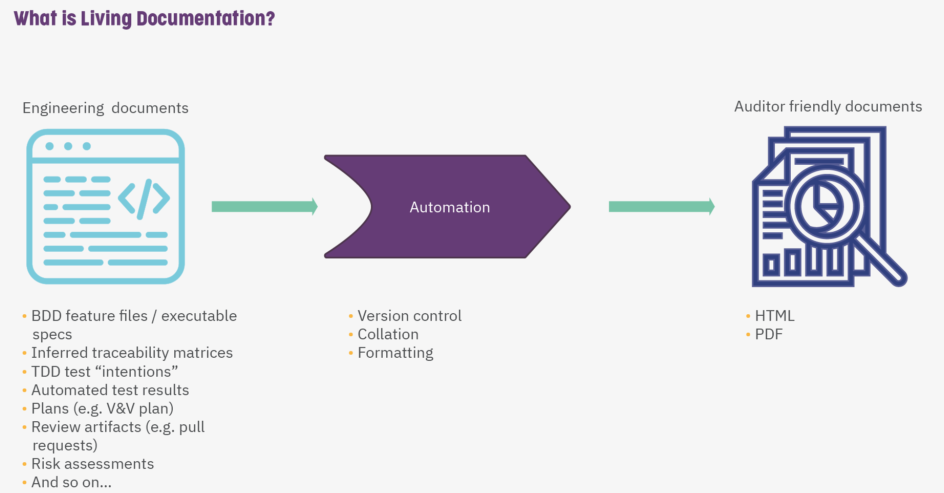 What is Living Documentation?
Engineering documents
Auditor friendly documents
Automation
• BDD feature files / executable
specs
• Inferred traceability matrices
• TDD test “intentions”
• Automated test results
• Plans (e.g. V&V plan)
• Review artifacts (e.g. pull
requests)
• Risk assessments
• And so on...
• Version control
• Collation
• Formatting
• HTML
• PDF